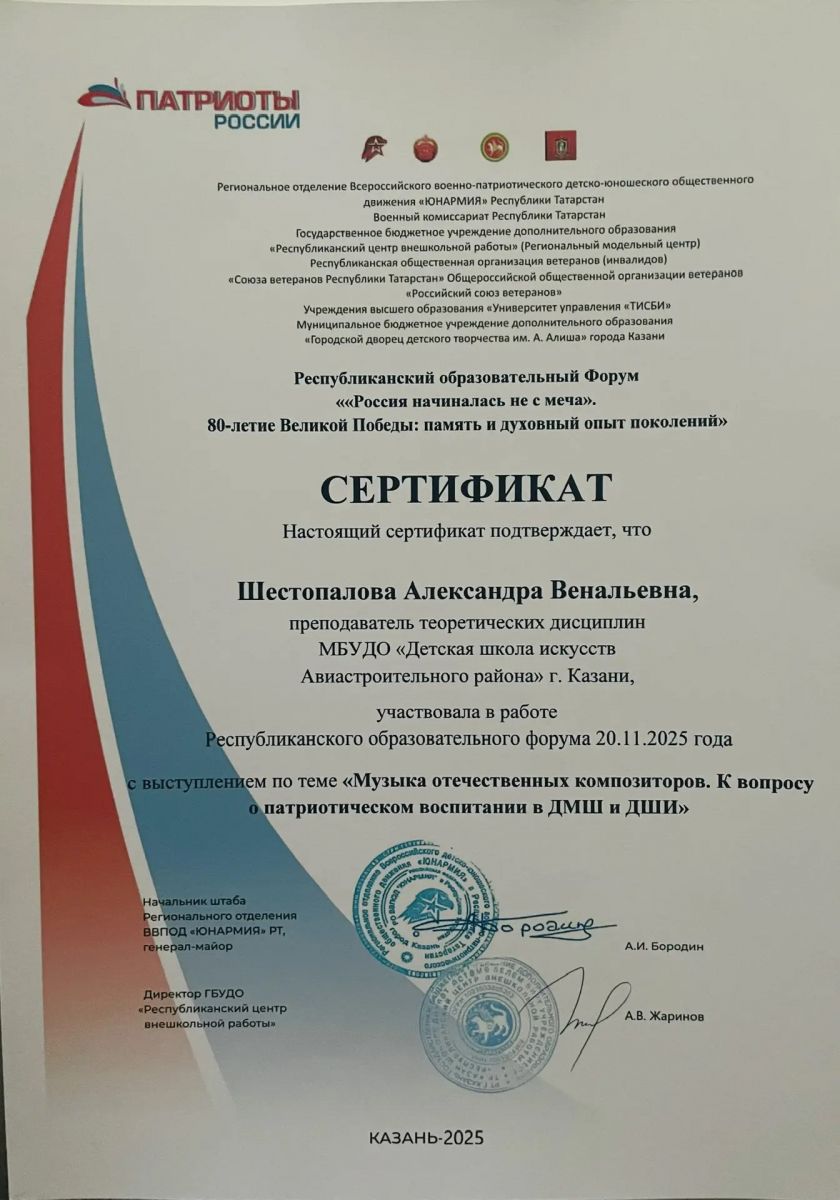 ПАТРИОТЫ
РОССИИ
Региональное отделение Всероссийского военно-патриотического детско-юношеского общественного
движения «ЮНАРМИЯ» Республики Татарстан
Военный комиссариат Республики Татарстан
Государственное бюджетное учреждение дополнительного образования
«Республиканский центр внешкольной работы» (Региональный модельный центр)
Республиканская общественная организация ветеранов (инвалидов)
«Союза ветеранов Республики Татарстан» Общероссийской общественной организации ветеранов
«Российский союз ветеранов»
Учреждения высшего образования «Университет управления «ТИСБИ»
Муниципальное бюджетное учреждение дополнительного образования
«Городской дворец детского творчества им. А. Алиша» города Казани
Республиканский образовательный Форум
««Россия начиналась не с меча».
80-летие Великой Победы: память и духовный опыт поколений»
СЕРТИФИКАТ
Настоящий сертификат подтверждает, что
Шестопалова Александра Венальевна,
преподаватель теоретических дисциплин
МБУДО «Детская школа искусств
Авиастроительного района» г. Казани,
участвовала в работе
Республиканского образовательного форума 20.11.2025 года
с выступлением по теме «Музыка отечественных композиторов. К вопросу
о патриотическом воспитании в ДМШ и ДШИ»
Начальник штаба
Регионального отделения
ВВПОД «ЮНАРМИЯ» РТ,
генерал-майор
А.И. Бородин
Директор ГБУДО
«Республиканский центр
внешкольной работы»
А.В. Жаринов
КАЗАНЬ-2025